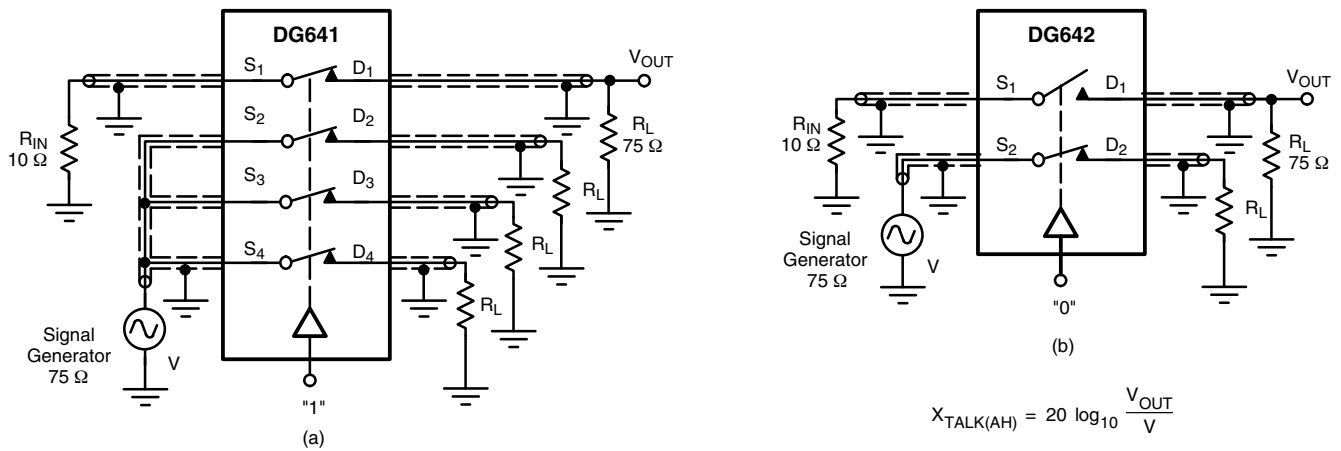 DG641
S1
D1
VOUT
RIN
10 Ω
S2
D2
RL
75 Ω
S3
D3
RL
S4
D4
RL
RL
Signal
Generator
75 Ω
V
"1"
(a)
DG642
S1
D1
VOUT
RIN
10 Ω
S2
D2
RL
75 Ω
RL
Signal
Generator
75 Ω
V
"0"
(b)
XTALK(AH) = 20 log10 VOUT / V